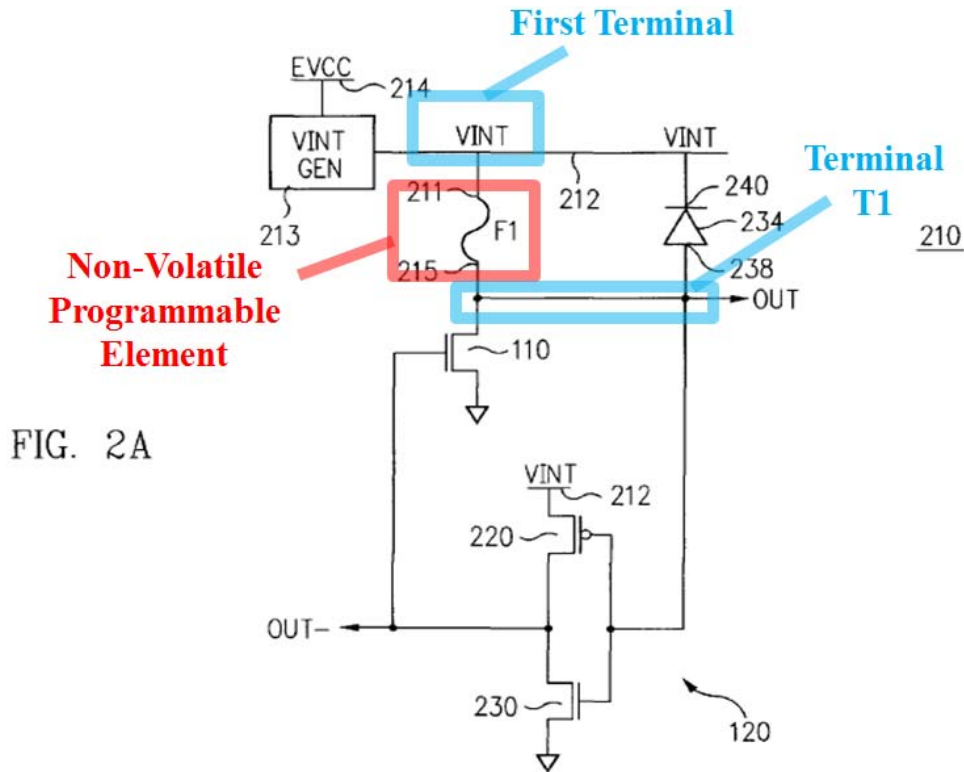 First Terminal
EVCC
214
VINT
GEN
213
VINT
VINT
212
Terminal
T1
211
F1
215
240
234
238
210
Non-Volatile
Programmable
Element
OUT
110
FIG. 2A
VINT
212
220
OUT-
230
120